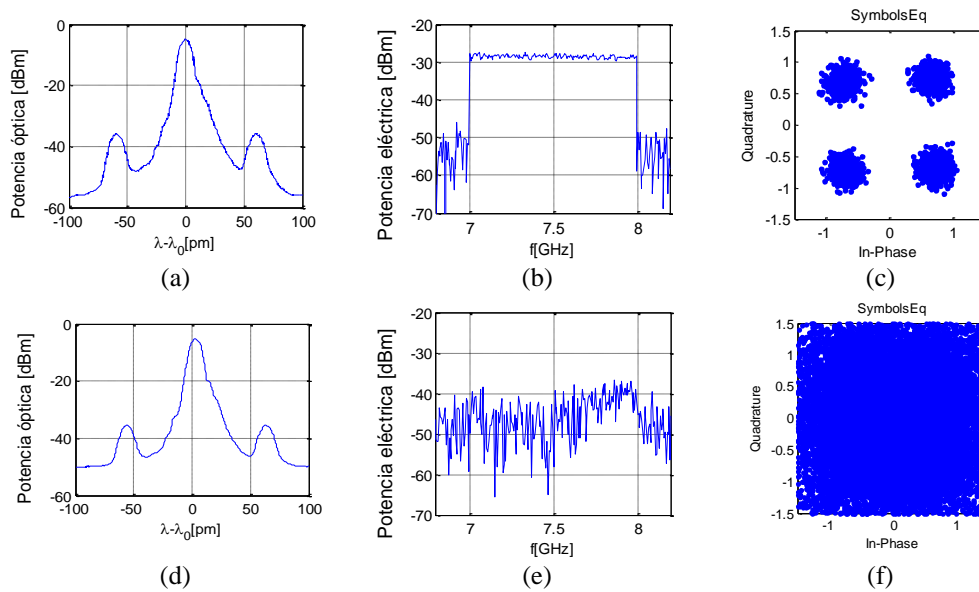 Potencia óptica [dBm]
0
-20
-40
-60
-100
-50
0
50
100
λ-λ0[pm]
(a)
Potencia eléctrica [dBm]
-20
-30
-40
-50
-60
-70
7
7.5
8
f[GHz]
(b)
SymbolsEq
Quadrature
1.5
1
0.5
0
-0.5
-1
-1.5
-1
0
1
In-Phase
(c)
Potencia óptica [dBm]
0
-20
-40
-60
-100
-50
0
50
100
λ-λ0[pm]
(d)
Potencia eléctrica [dBm]
-20
-30
-40
-50
-60
-70
7
7.5
8
f[GHz]
(e)
SymbolsEq
Quadrature
1.5
1
0.5
0
-0.5
-1
-1.5
-1
0
1
In-Phase
(f)